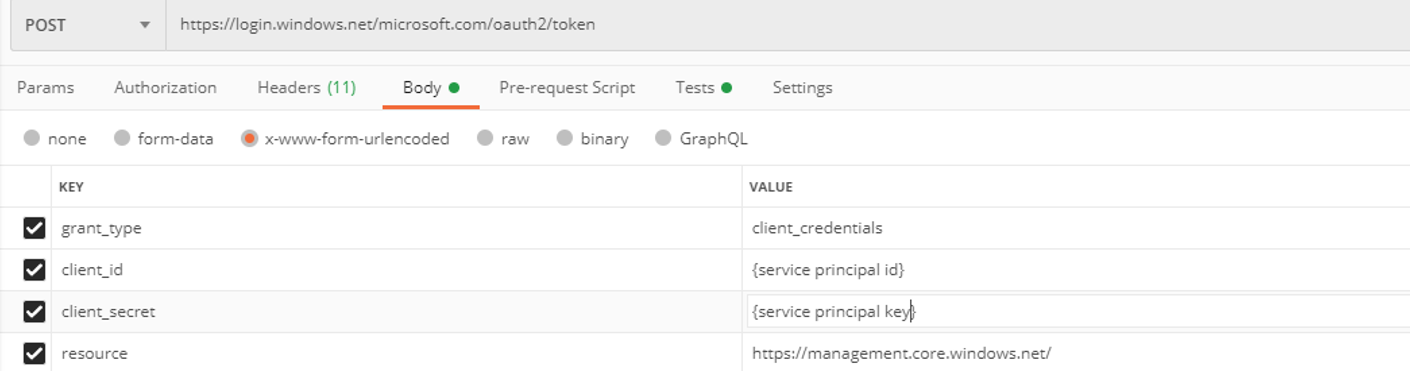 POST https://login.windows.net/microsoft.com/oauth2/token
Params Authorization Headers (11) Body Pre-request Script Tests Settings
none form-data x-www-form-urlencoded raw binary GraphQL
KEY VALUE
grant_type client_credentials
client_id {service principal id}
client_secret {service principal key}
resource https://management.core.windows.net/